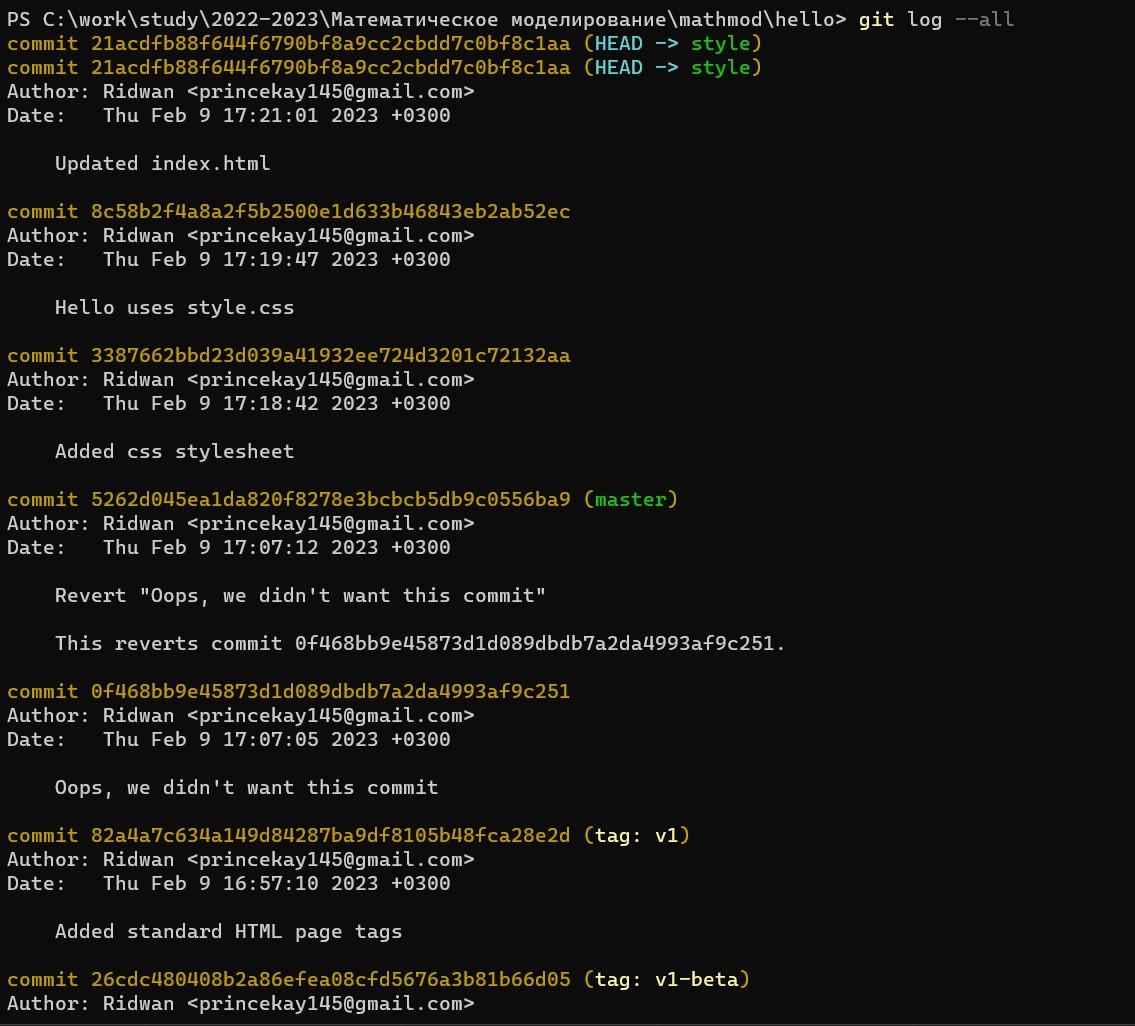 PS C:\work\study\2022-2023\Математическое моделирование\mathmod\hello> git log --all
commit 21acdfb88f644f6790bf8a9cc2cbdd7c0bf8c1aa (HEAD -> style)
commit 21acdfb88f644f6790bf8a9cc2cbdd7c0bf8c1aa (HEAD -> style)
Author: Ridwan <princekay145@gmail.com>
Date:   Thu Feb 9 17:21:01 2023 +0300

    Updated index.html

commit 8c58b2f4a8a2f5b2500e1d633b46843eb2ab52ec
Author: Ridwan <princekay145@gmail.com>
Date:   Thu Feb 9 17:19:47 2023 +0300

    Hello uses style.css

commit 3387662bbd23d039a41932ee724d3201c72132aa
Author: Ridwan <princekay145@gmail.com>
Date:   Thu Feb 9 17:18:42 2023 +0300

    Added css stylesheet

commit 5262d045ea1da820f8278e3bcbcb5db9c0556ba9 (master)
Author: Ridwan <princekay145@gmail.com>
Date:   Thu Feb 9 17:07:12 2023 +0300

    Revert "Oops, we didn't want this commit"

    This reverts commit 0f468bb9e45873d1d089dbdb7a2da4993af9c251.

commit 0f468bb9e45873d1d089dbdb7a2da4993af9c251
Author: Ridwan <princekay145@gmail.com>
Date:   Thu Feb 9 17:07:05 2023 +0300

    Oops, we didn't want this commit

commit 82a4a7c634a149d84287ba9df8105b48fca28e2d (tag: v1)
Author: Ridwan <princekay145@gmail.com>
Date:   Thu Feb 9 16:57:10 2023 +0300

    Added standard HTML page tags

commit 26cdc480408b2a86efea08cfd5676a3b81b66d05 (tag: v1-beta)
Author: Ridwan <princekay145@gmail.com>